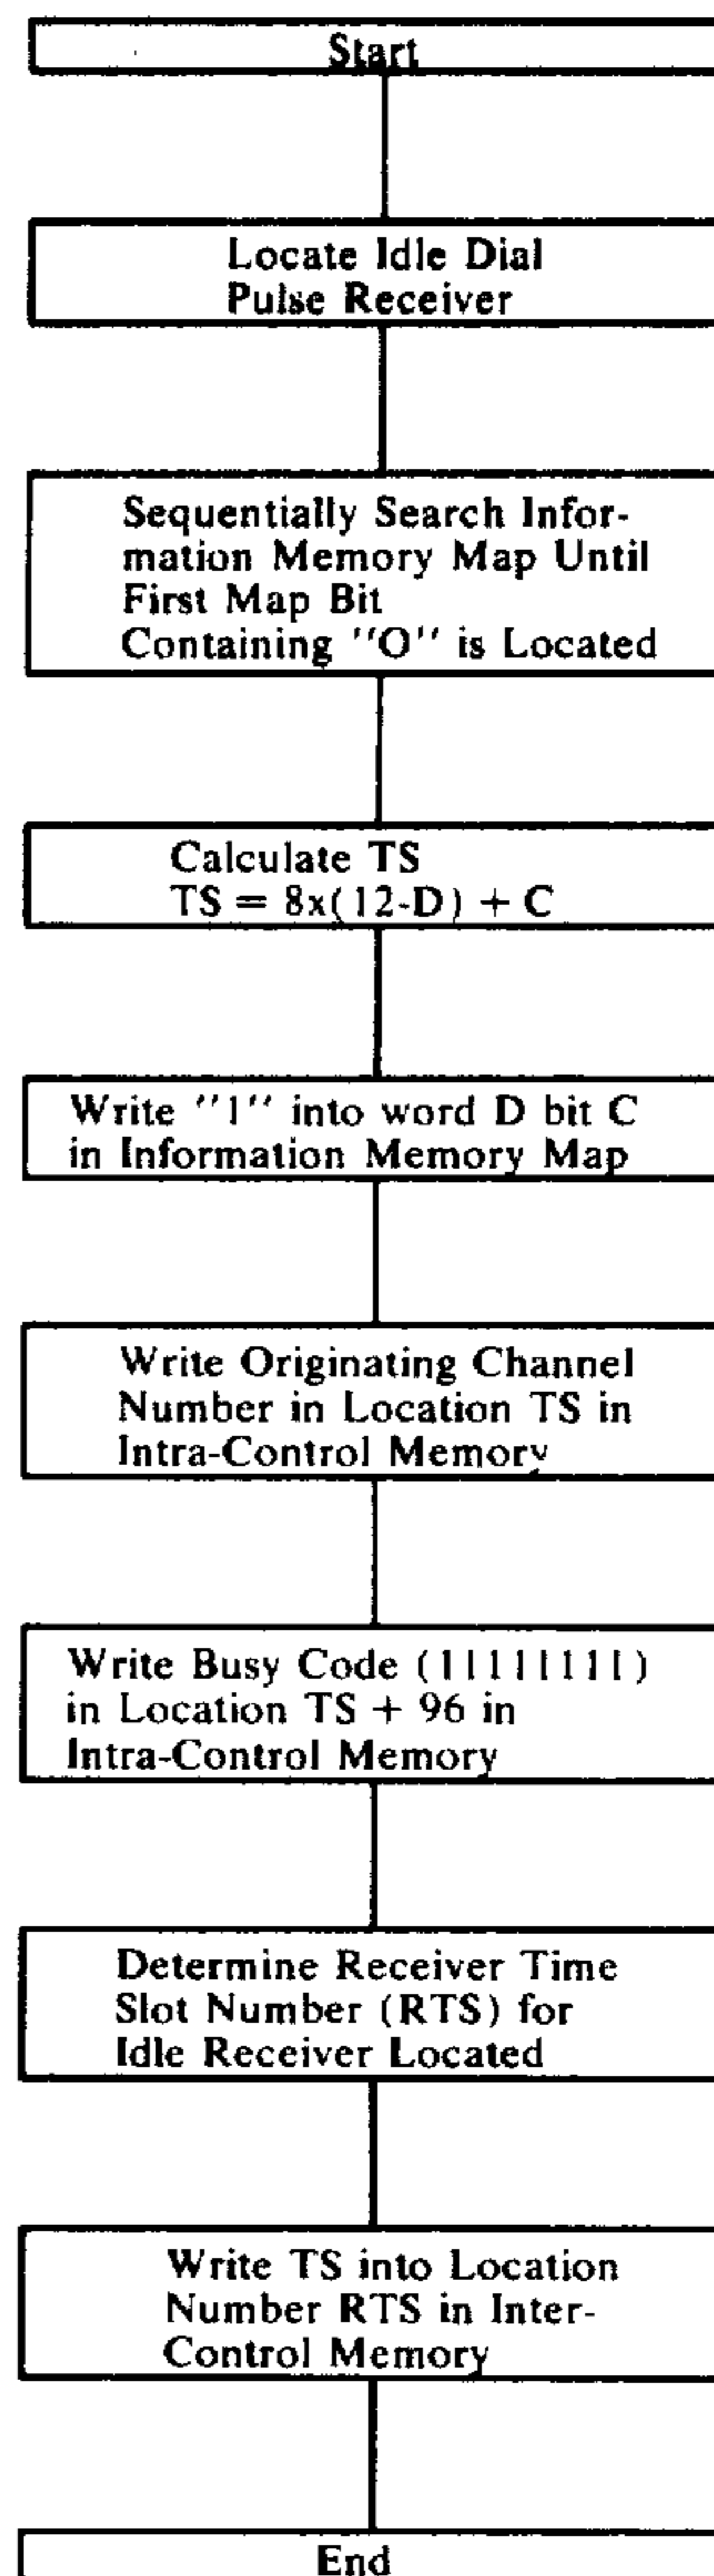 Start
Locate Idle Dial
Pulse Receiver
Sequentially Search Infor-
mation Memory Map Until
First Map Bit
Containing "O" is Located
Calculate TS
TS = 8x(12-D) + C
Write "1" into word D bit C
in Information Memory Map
Write Originating Channel
Number in Location TS in
Intra-Control Memory
Write Busy Code (11111111)
in Location TS + 96 in
Intra-Control Memory
Determine Receiver Time
Slot Number (RTS) for
Idle Receiver Located
Write TS into Location
Number RTS in Inter-
Control Memory
End